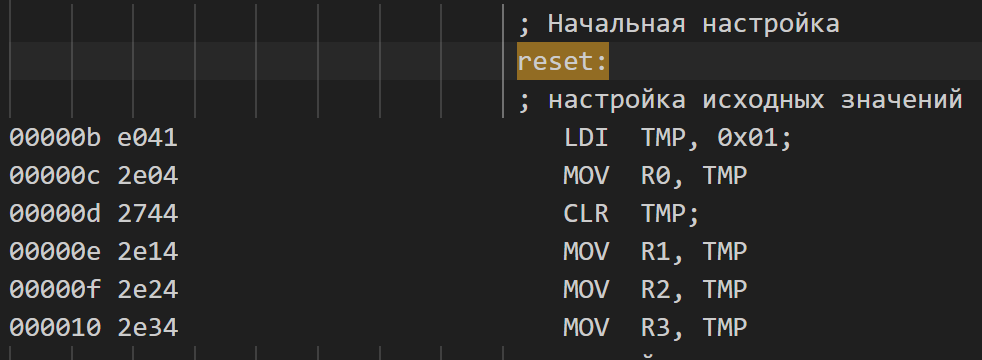 ; Начальная настройка
reset:
; настройка исходных значений
00000b e041 LDI TMP, 0x01;
00000c 2e04 MOV R0, TMP
00000d 2744 CLR TMP;
00000e 2e14 MOV R1, TMP
00000f 2e24 MOV R2, TMP
000010 2e34 MOV R3, TMP